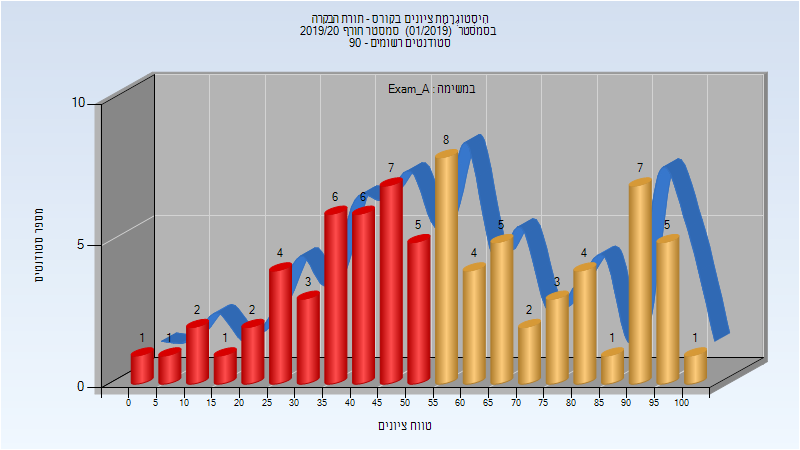 היסטוגרמת ציונים בקורס - תורת הבקרה
בסמסטר (01/2019) סמסטר חורף 2019/20
סטודנטים רשומים - 90
במשימה : Exam_A
מספר סטודנטים
10
5
0
1 1 2 1 2 4 3 6 6 7 5 8 4 5 2 3 4 1 7 5 1
0 5 10 15 20 25 30 35 40 45 50 55 60 65 70 75 80 85 90 95 100
טווח ציונים